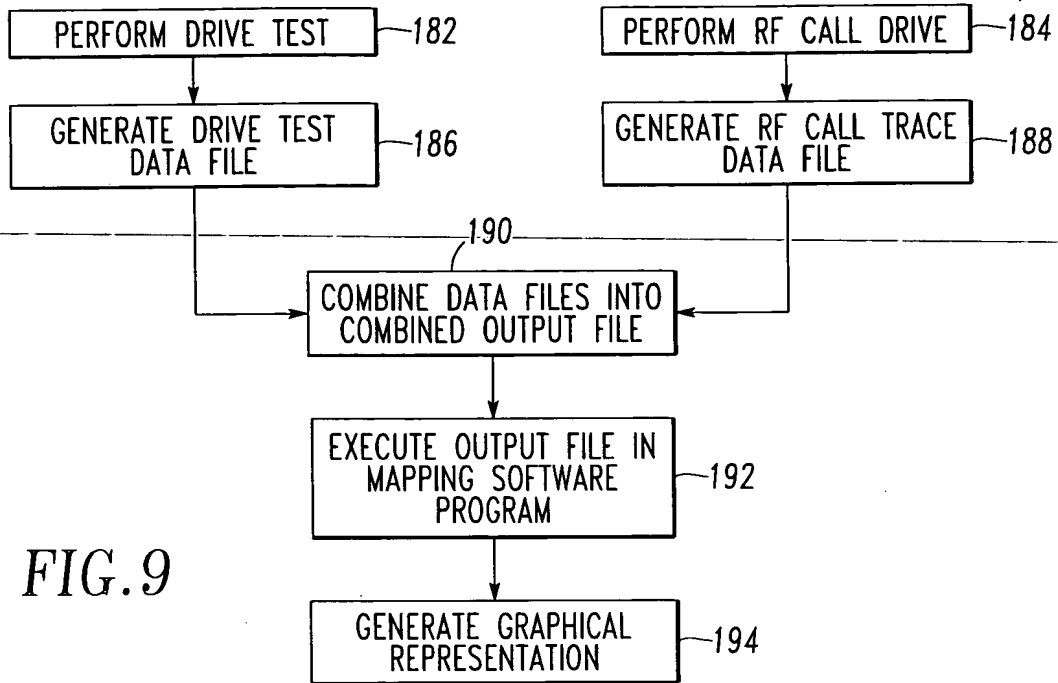 PERFORM DRIVE TEST
182
PERFORM RF CALL DRIVE
184
GENERATE DRIVE TEST
DATA FILE
186
GENERATE RF CALL TRACE
DATA FILE
188
190
COMBINE DATA FILES INTO
COMBINED OUTPUT FILE
EXECUTE OUTPUT FILE IN
MAPPING SOFTWARE
PROGRAM
192
FIG. 9
GENERATE GRAPHICAL
REPRESENTATION
194